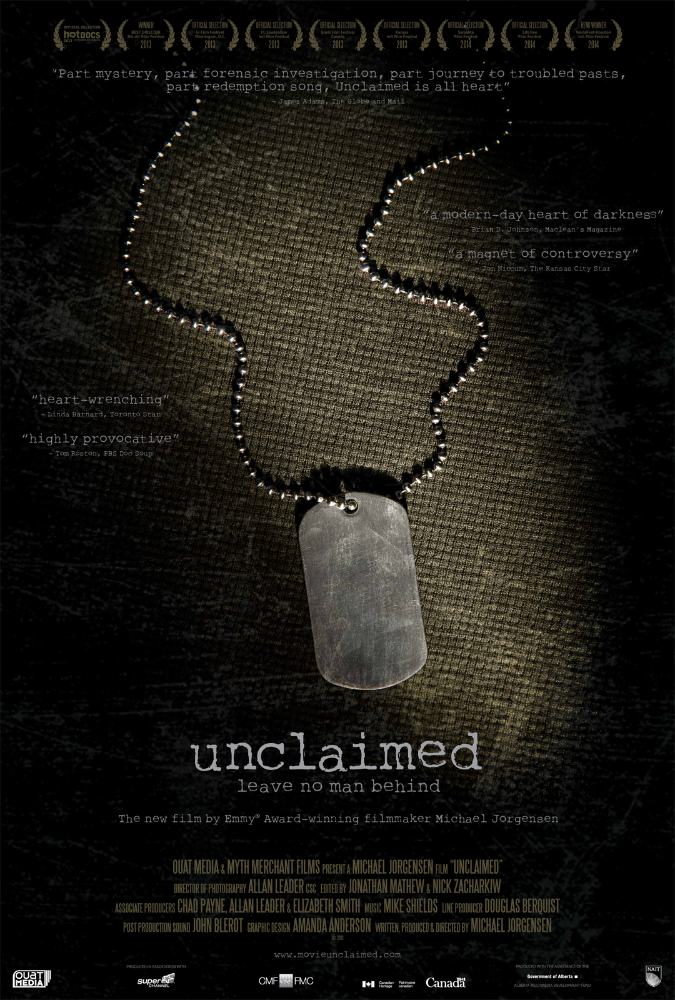 OFFICIAL SELECTION
hotDOCS
2013
WINNER
BEST DIRECTOR
Bel-Air Film Festival
2013
OFFICIAL SELECTION
GI Film Festival
Washington, D.C.
2013
OFFICIAL SELECTION
Ft. Lauderdale
Intl Film Festival
2013
OFFICIAL SELECTION
Gimli Film Festival
Canada
2013
OFFICIAL SELECTION
Kansas
Intl Film Festival
2013
OFFICIAL SELECTION
Sarasota
Film Festival
2014
OFFICIAL SELECTION
LifeTree
Film Festival
2014
REMI WINNER
WorldFest-Houston
Intl Film Festival
2014
"Part mystery, part forensic investigation, part journey to troubled pasts,
part redemption song, Unclaimed is all heart"
~ James Adams, The Globe and Mail
"a modern-day heart of darkness"
~ Brian D. Johnson, Maclean's Magazine
"a magnet of controversy"
~ Jon Niccum, The Kansas City Star
"heart-wrenching"
~ Linda Barnard, Toronto Star
"highly provocative"
~ Tom Roston, PBS Doc Soup
unclaimed
leave no man behind
The new film by Emmy® Award-winning filmmaker Michael Jorgensen
OUAT MEDIA & MYTH MERCHANT FILMS PRESENT A MICHAEL JORGENSEN FILM "UNCLAIMED"
DIRECTOR OF PHOTOGRAPHY ALLAN LEADER CSC EDITED BY JONATHAN MATHEW & NICK ZACHARKIW
ASSOCIATE PRODUCERS CHAD PAYNE, ALLAN LEADER & ELIZABETH SMITH MUSIC MIKE SHIELDS LINE PRODUCER DOUGLAS BERQUIST
POST PRODUCTION SOUND JOHN BLEROT GRAPHIC DESIGN AMANDA ANDERSON WRITTEN, PRODUCED & DIRECTED BY MICHAEL JORGENSEN
© 2013
www.movieunclaimed.com
OUAT
MEDIA
PRODUCED IN ASSOCIATION WITH
super
CHANNEL
CMF FMC
Canadian Patrimoine
Heritage canadien
Canada
PRODUCED WITH THE ASSISTANCE OF THE
Government of Alberta
ALBERTA MULTIMEDIA DEVELOPMENT FUND
NAIT